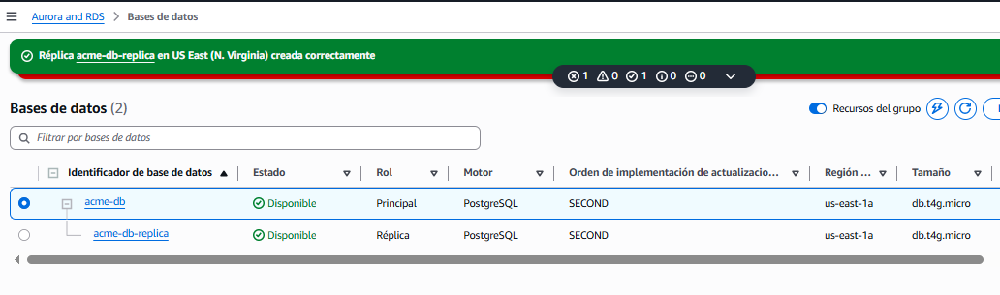 Aurora and RDS > Bases de datos
Réplica acme-db-replica en US East (N. Virginia) creada correctamente
1 0 1 0 0
Bases de datos (2)
Recursos del grupo
Filtrar por bases de datos
Identificador de base de datos Estado Rol Motor Orden de implementación de actualizacio... Región ... Tamaño
acme-db Disponible Principal PostgreSQL SECOND us-east-1a db.t4g.micro
acme-db-replica Disponible Réplica PostgreSQL SECOND us-east-1a db.t4g.micro